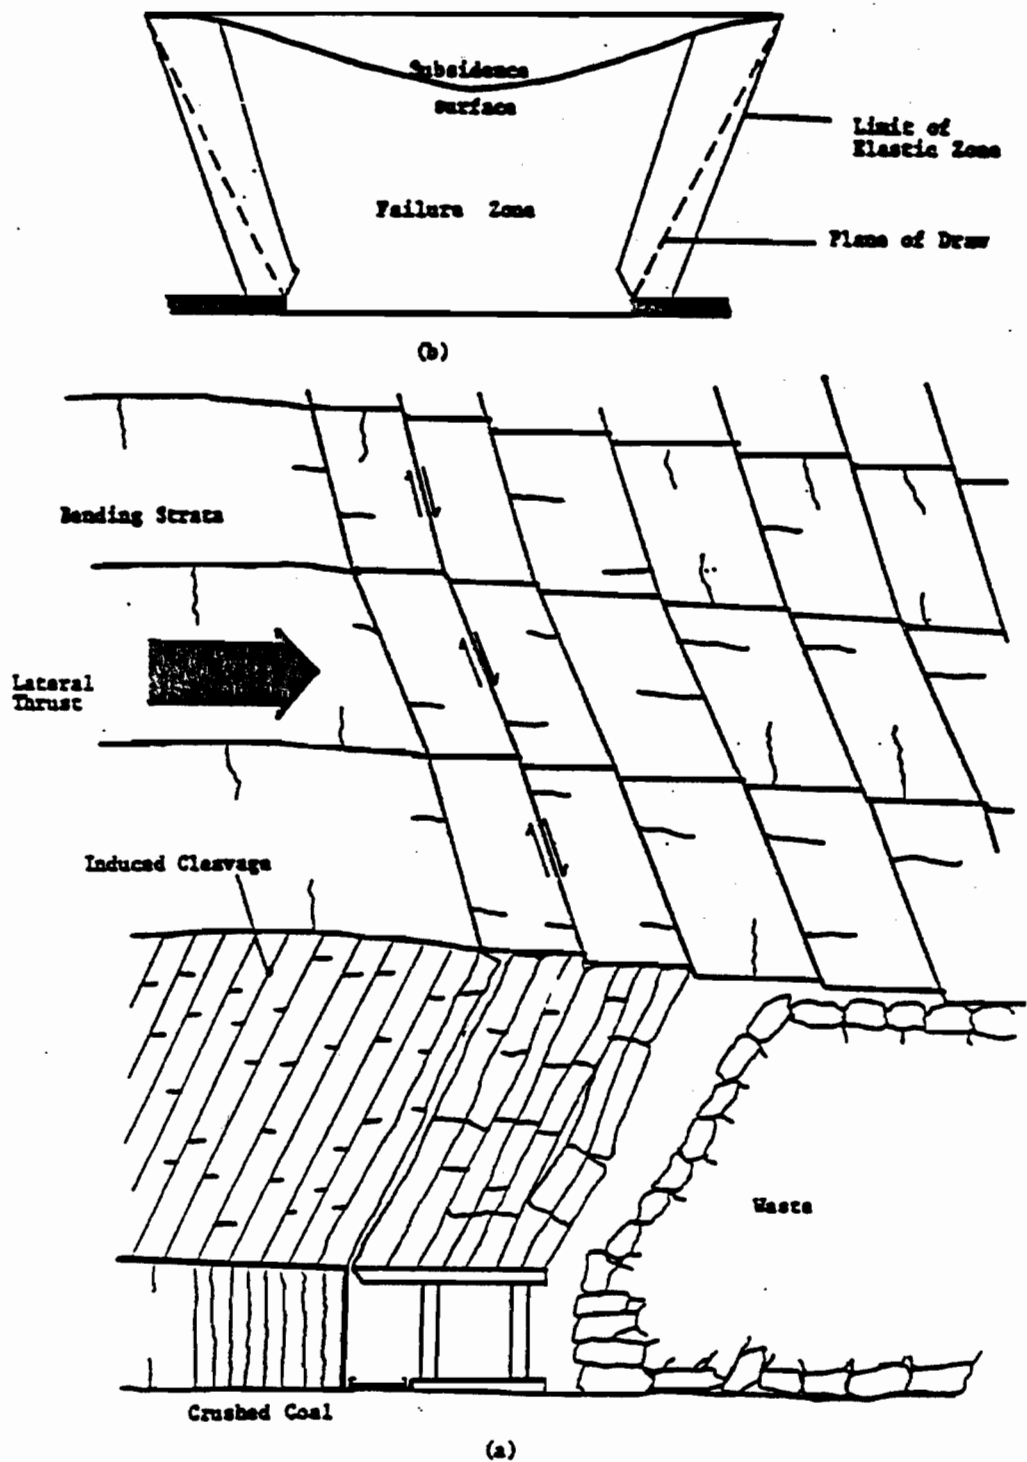 Subsidence
surface
Limit of
Elastic Zone
Failure Zone
Plane of Draw
(b)
Bending Strata
Lateral
Thrust
Induced Cleavage
Waste
Crushed Coal
(a)